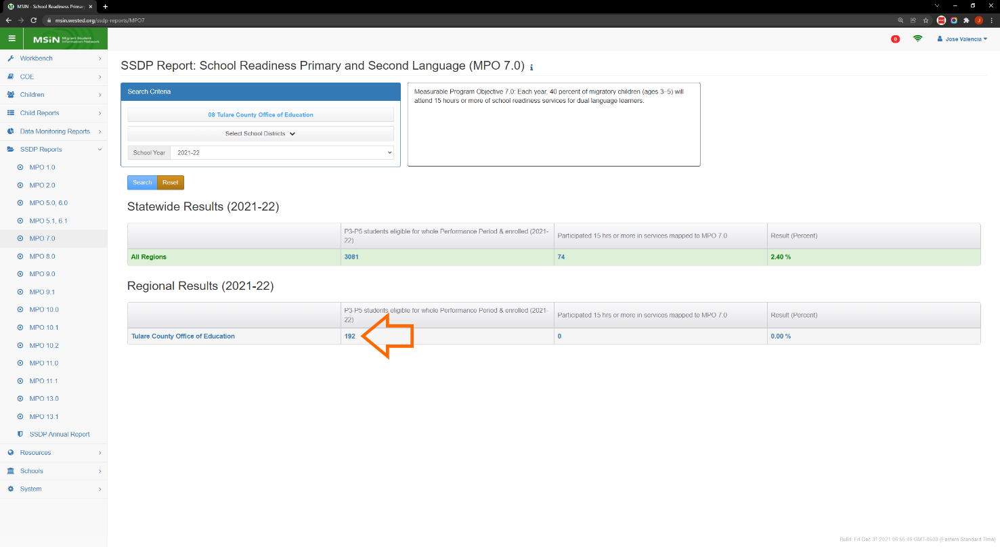 MSIN - School Readiness Primary
msin.wested.org/ssdp-reports/MPO7
J
MSiN Migrant Student
Information Network
0
Jose Valencia
Workbench
COE
Children
Child Reports
Data Monitoring Reports
SSDP Reports
MPO 1.0
MPO 2.0
MPO 5.0, 6.0
MPO 5.1, 6.1
MPO 7.0
MPO 8.0
MPO 9.0
MPO 9.1
MPO 10.0
MPO 10.1
MPO 10.2
MPO 11.0
MPO 11.1
MPO 13.0
MPO 13.1
SSDP Annual Report
Resources
Schools
System
SSDP Report: School Readiness Primary and Second Language (MPO 7.0)
Search Criteria
08 Tulare County Office of Education
Select School Districts
School Year 2021-22
Measurable Program Objective 7.0: Each year, 40 percent of migratory children (ages 3–5) will
attend 15 hours or more of school readiness services for dual language learners.
Search Reset
Statewide Results (2021-22)
P3-P5 students eligible for whole Performance Period & enrolled (2021-
22)
Participated 15 hrs or more in services mapped to MPO 7.0
Result (Percent)
All Regions 3081 74 2.40 %
Regional Results (2021-22)
P3-P5 students eligible for whole Performance Period & enrolled (2021-
22)
Participated 15 hrs or more in services mapped to MPO 7.0
Result (Percent)
Tulare County Office of Education 192 0 0.00 %
Build: Fri Dec 31 2021 06:55:46 GMT-0500 (Eastern Standard Time)